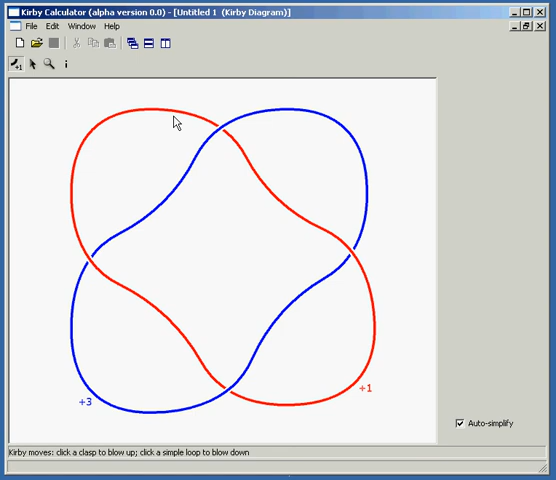 Kirby Calculator (alpha version 0.0) - [Untitled 1 (Kirby Diagram)]
File Edit Window Help
+1
+3
+1
Auto-simplify
Kirby moves: click a clasp to blow up; click a simple loop to blow down